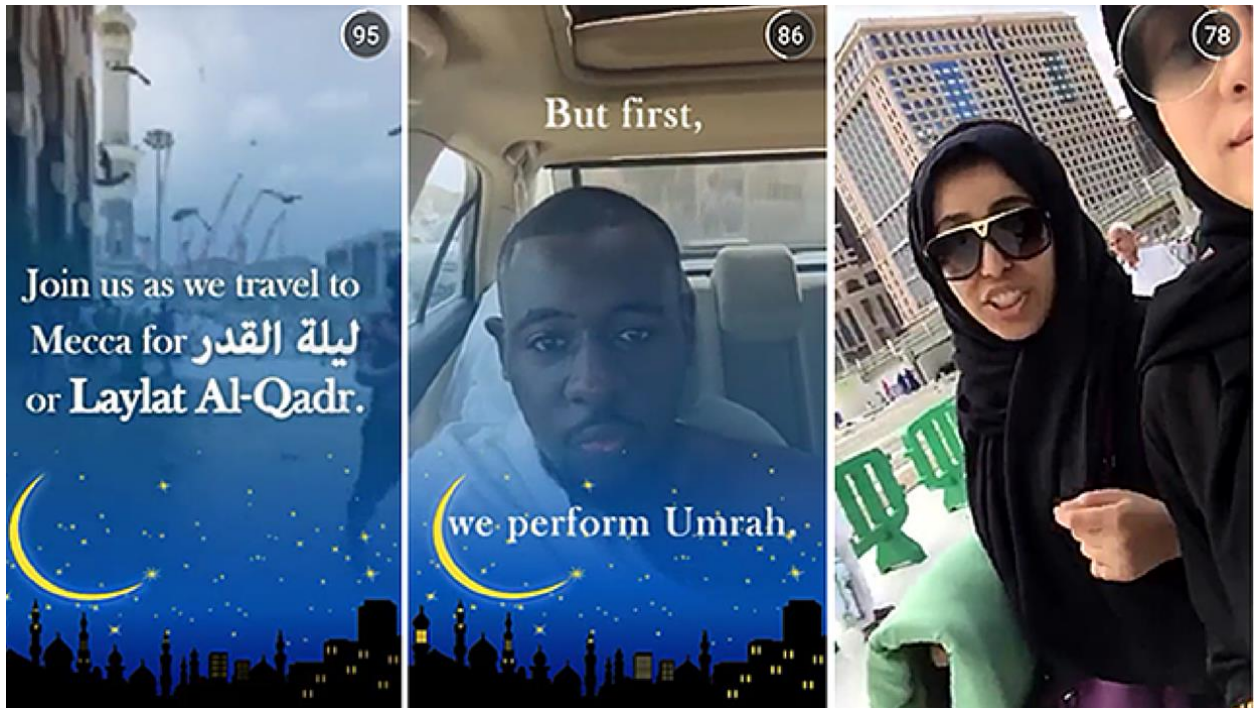 95
Join us as we travel to
Mecca for ليلة القدر
or Laylat Al-Qadr.
86
But first,
we perform Umrah.
78